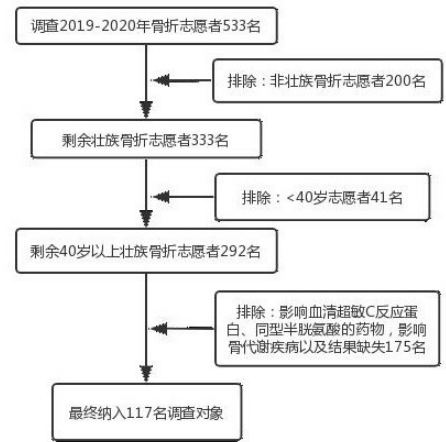 调查2019-2020年骨折志愿者533名
排除：非壮族骨折志愿者200名
剩余壮族骨折志愿者333名
排除：<40岁志愿者41名
剩余40岁以上壮族骨折志愿者292名
排除：影响血清超敏C反应蛋
白、同型半胱氨酸的药物，影响
骨代谢疾病以及结果缺失175名
最终纳入117名调查对象